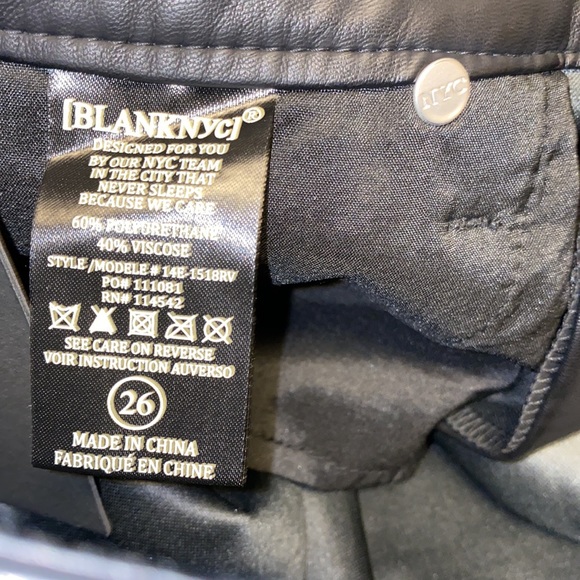 [BLANKNYC]®
DESIGNED FOR YOU
BY OUR NYC TEAM
IN THE CITY THAT
NEVER SLEEPS
BECAUSE WE CARE
60% POLYURETHANE
40% VISCOSE
STYLE/MODELE # 14E-1518RV
PO# 111081
RN# 114542
SEE CARE ON REVERSE
VOIR INSTRUCTION AUVERSO
26
MADE IN CHINA
FABRIQUÉ EN CHINE
NYC